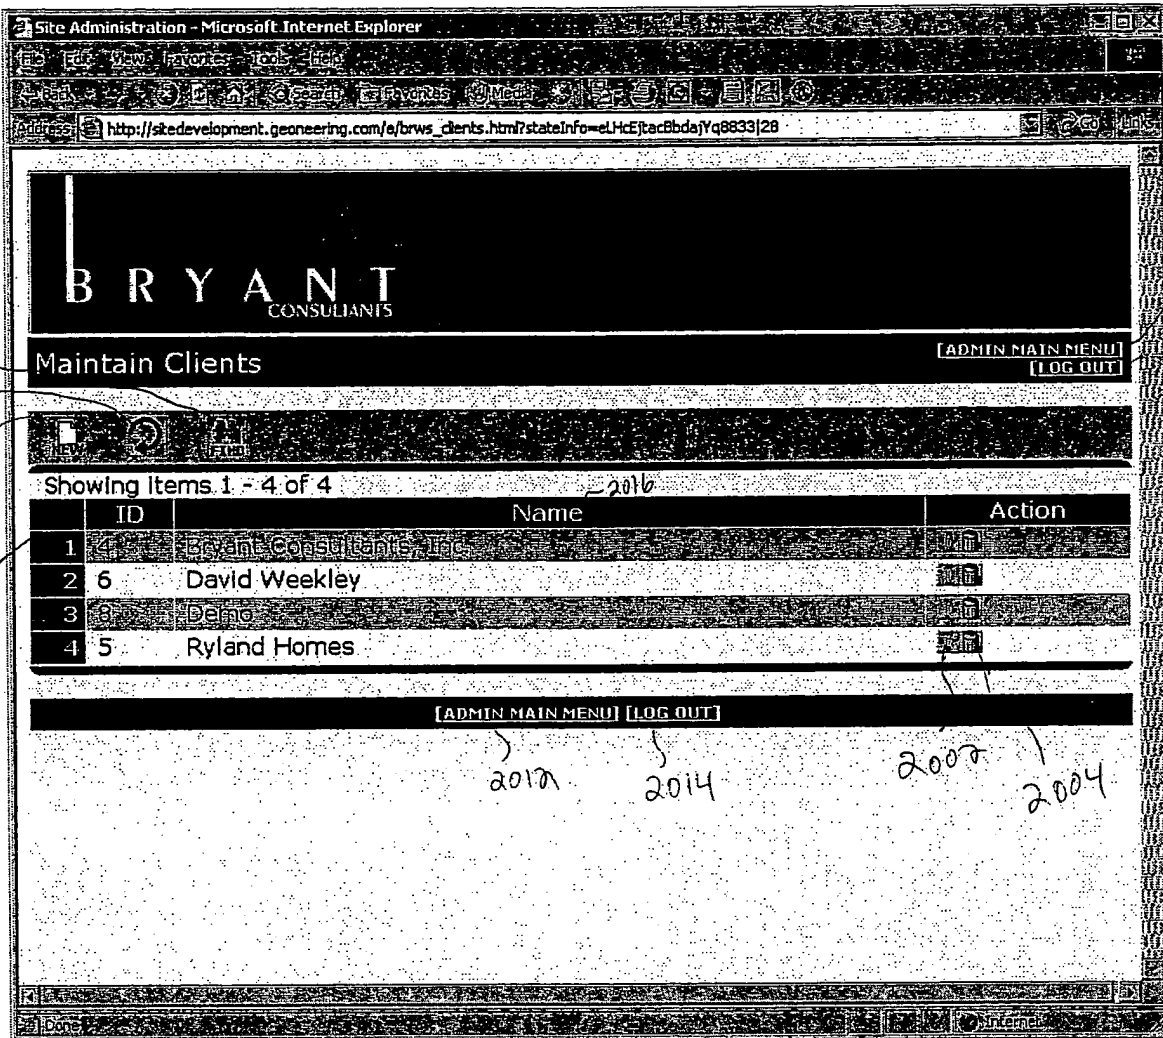 Site Administration - Microsoft Internet Explorer
File Edit View Favorites Tools Help
Back Search Favorites Media
Address http://sitedevelopment.geoneering.com/a/brws_clients.html?stateInfo=eLHcEjtacBbdajYq8833|28 Go Links
BRYANT
CONSULTANTS
Maintain Clients
[ADMIN MAIN MENU]
[LOG OUT]
NEW FIND
Showing items 1 - 4 of 4
2016
ID Name Action
1 4 Bryant Consultants, Inc.
2 6 David Weekley
3 8 Demo
4 5 Ryland Homes
[ADMIN MAIN MENU] [LOG OUT]
2012 2014 2002 2004
Done Internet